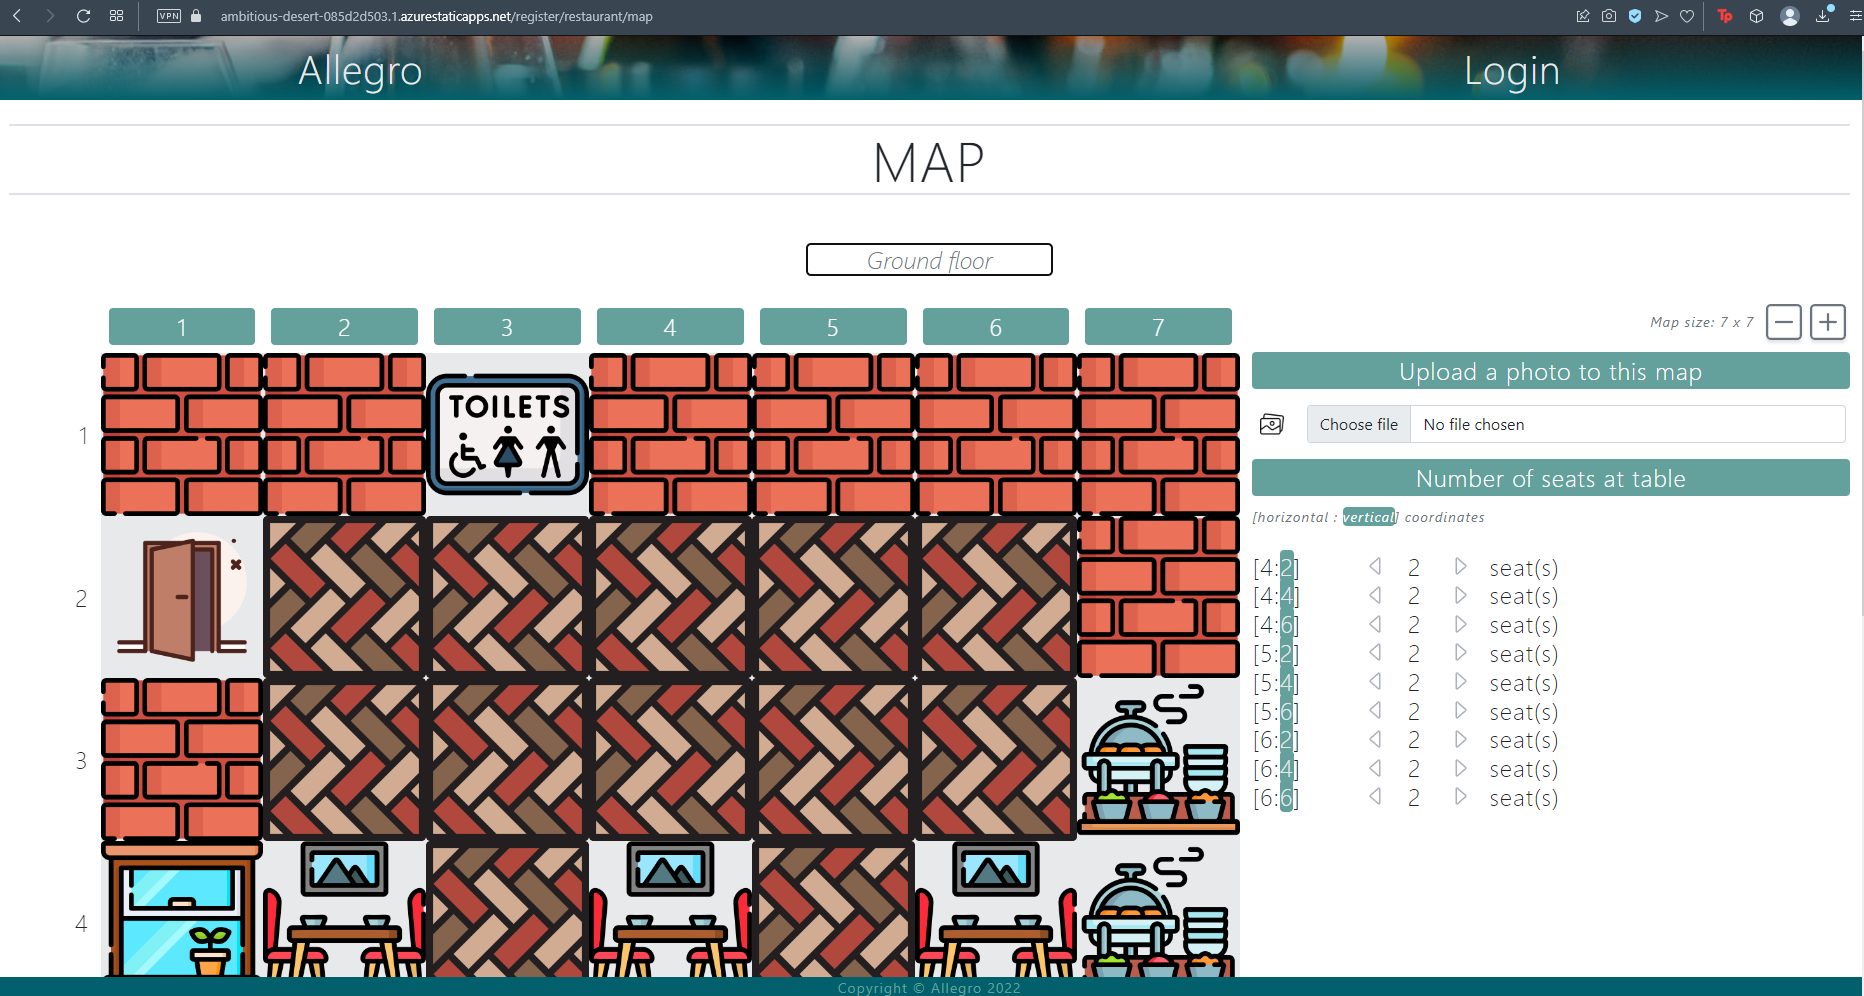 VPN
ambitious-desert-085d2d503.1.azurestaticapps.net/register/restaurant/map
Tp
Allegro
Login
MAP
Ground floor
1 2 3 4 5 6 7
Map size: 7 x 7
Upload a photo to this map
Choose file No file chosen
Number of seats at table
[horizontal : vertical] coordinates
[4:2] 2 seat(s)
[4:4] 2 seat(s)
[4:6] 2 seat(s)
[5:2] 2 seat(s)
[5:4] 2 seat(s)
[5:6] 2 seat(s)
[6:2] 2 seat(s)
[6:4] 2 seat(s)
[6:6] 2 seat(s)
TOILETS
1
2
3
4
Copyright © Allegro 2022